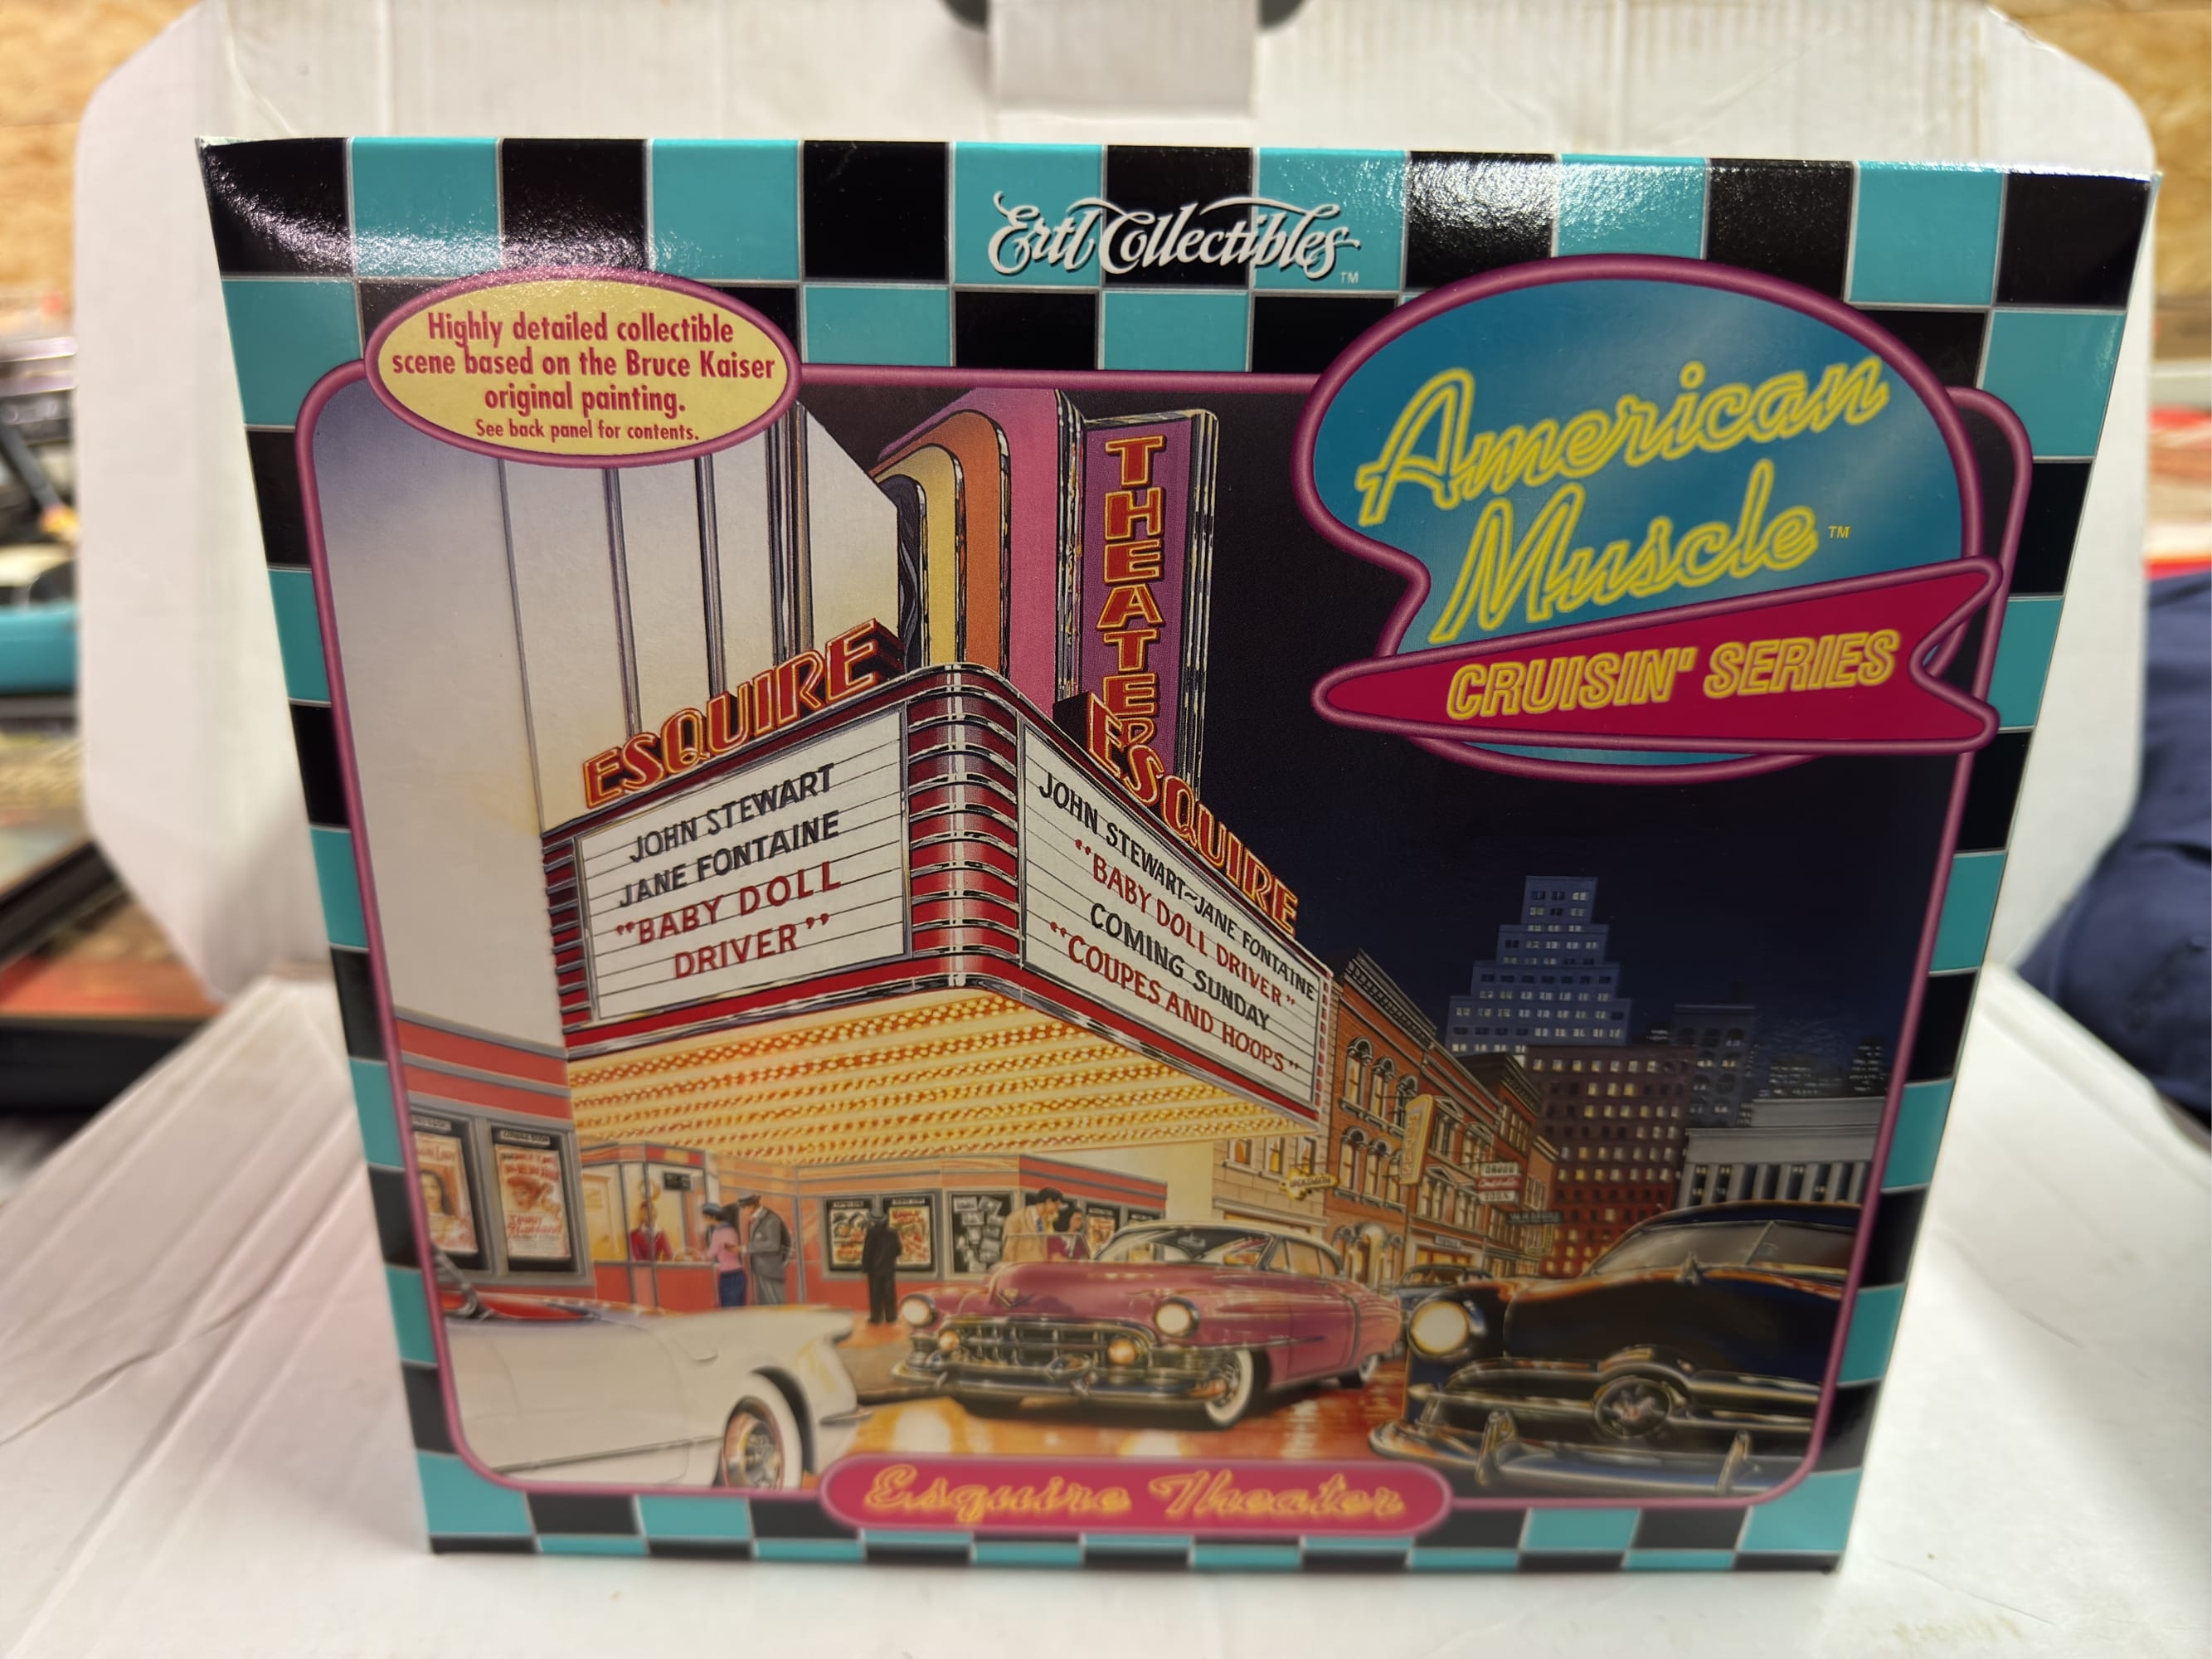 Ertl Collectibles™
Highly detailed collectible
scene based on the Bruce Kaiser
original painting.
See back panel for contents.
American
Muscle™
CRUISIN' SERIES
THEATER
ESQUIRE
JOHN STEWART
JANE FONTAINE
"BABY DOLL
DRIVER"
ESQUIRE
JOHN STEWART~JANE FONTAINE
"BABY DOLL DRIVER"
COMING SUNDAY
"COUPES AND HOOPS"
Esquire Theater